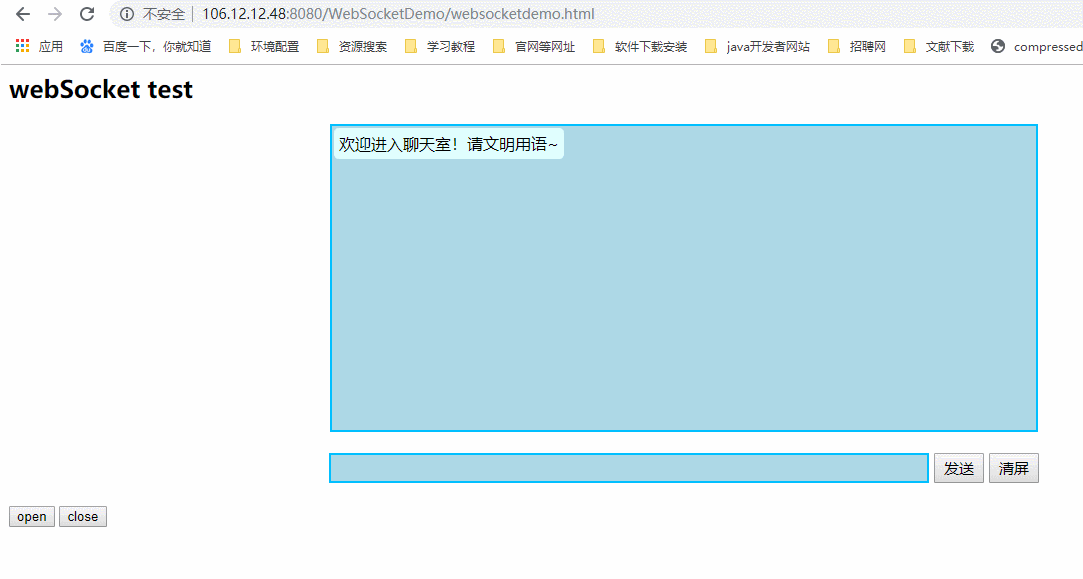 不安全 | 106.12.12.48:8080/WebSocketDemo/websocketdemo.html
应用 百度一下，你就知道 环境配置 资源搜索 学习教程 官网等网址 软件下载安装 java开发者网站 招聘网 文献下载 compressed
webSocket test
欢迎进入聊天室！请文明用语~
发送 清屏
open close